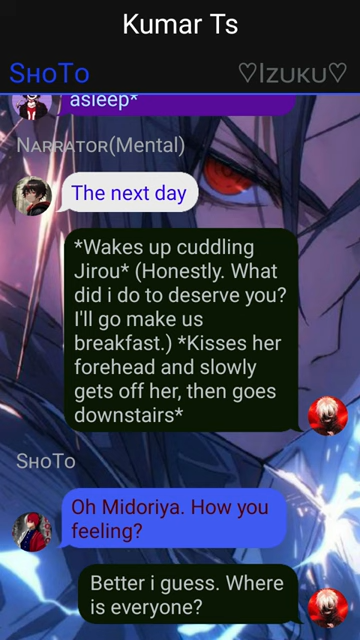 Kumar Ts
ShoTo ♡Izuku♡
asleep*
Narrator(Mental)
The next day
*Wakes up cuddling
Jirou* (Honestly. What
did i do to deserve you?
I'll go make us
breakfast.) *Kisses her
forehead and slowly
gets off her, then goes
downstairs*
ShoTo
Oh Midoriya. How you
feeling?
Better i guess. Where
is everyone?